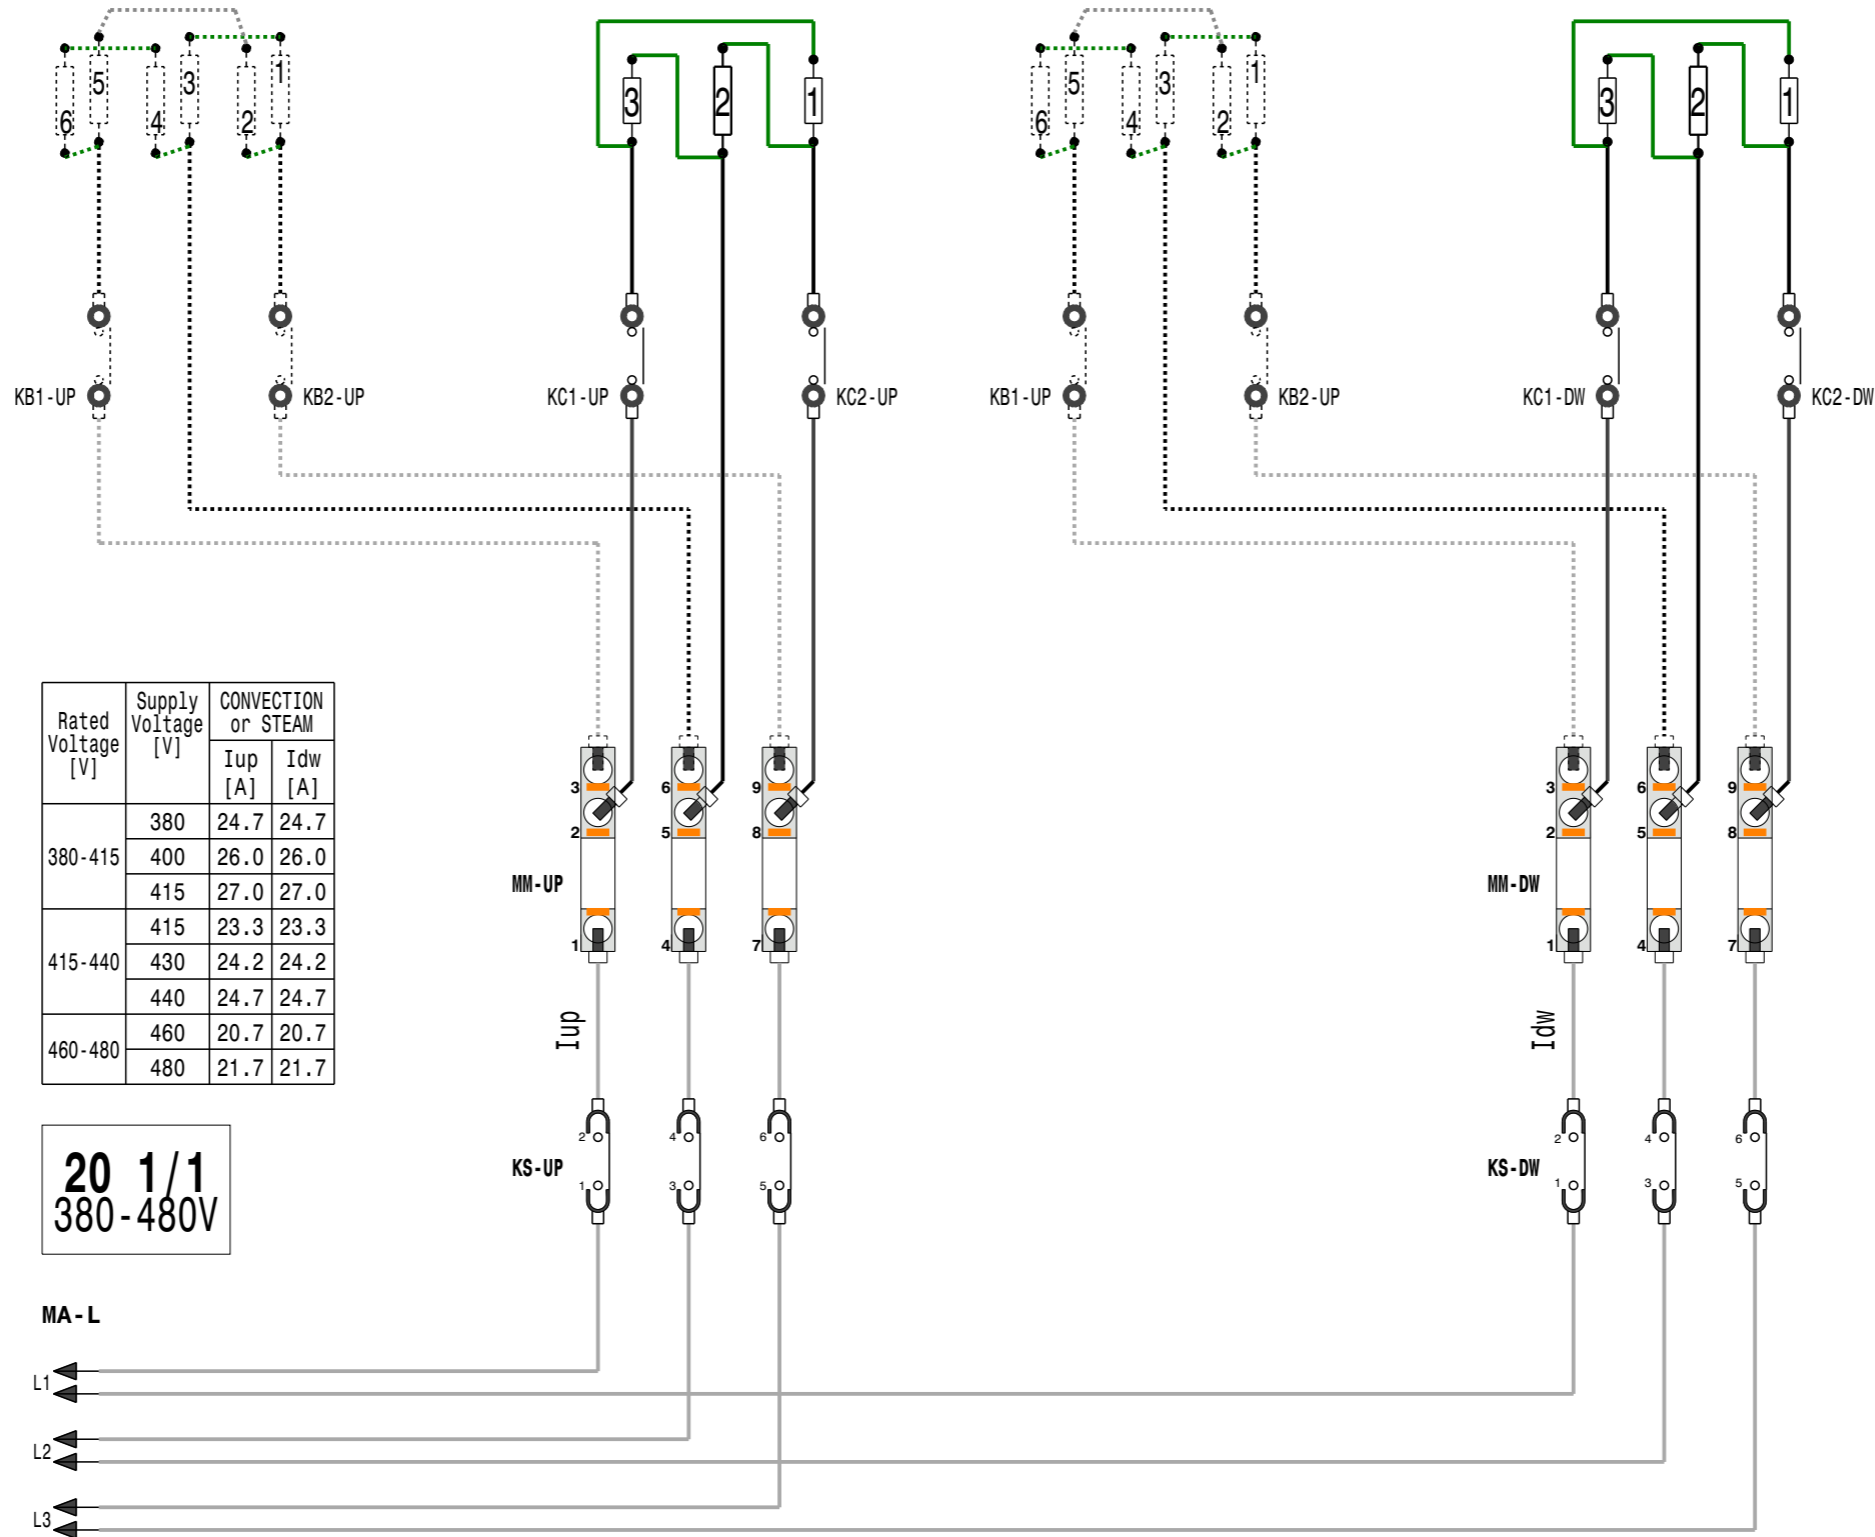 5 3 1 3 2 1 5 3 1 3 2 1
6 4 2 6 4 2
KB1-UP KB2-UP KC1-UP KC2-UP KB1-UP KB2-UP KC1-DW KC2-DW
Rated Voltage [V] Supply Voltage [V] CONVECTION or STEAM
Iup [A] Idw [A]
380-415 380 24.7 24.7
400 26.0 26.0
415 27.0 27.0
415-440 415 23.3 23.3
430 24.2 24.2
440 24.7 24.7
460-480 460 20.7 20.7
480 21.7 21.7
3 6 9 3 6 9
2 5 8 2 5 8
MM-UP MM-DW
1 4 7 1 4 7
Iup Idw
2 4 6 2 4 6
KS-UP KS-DW
1 3 5 1 3 5
20 1/1
380-480V
MA-L
L1
L2
L3